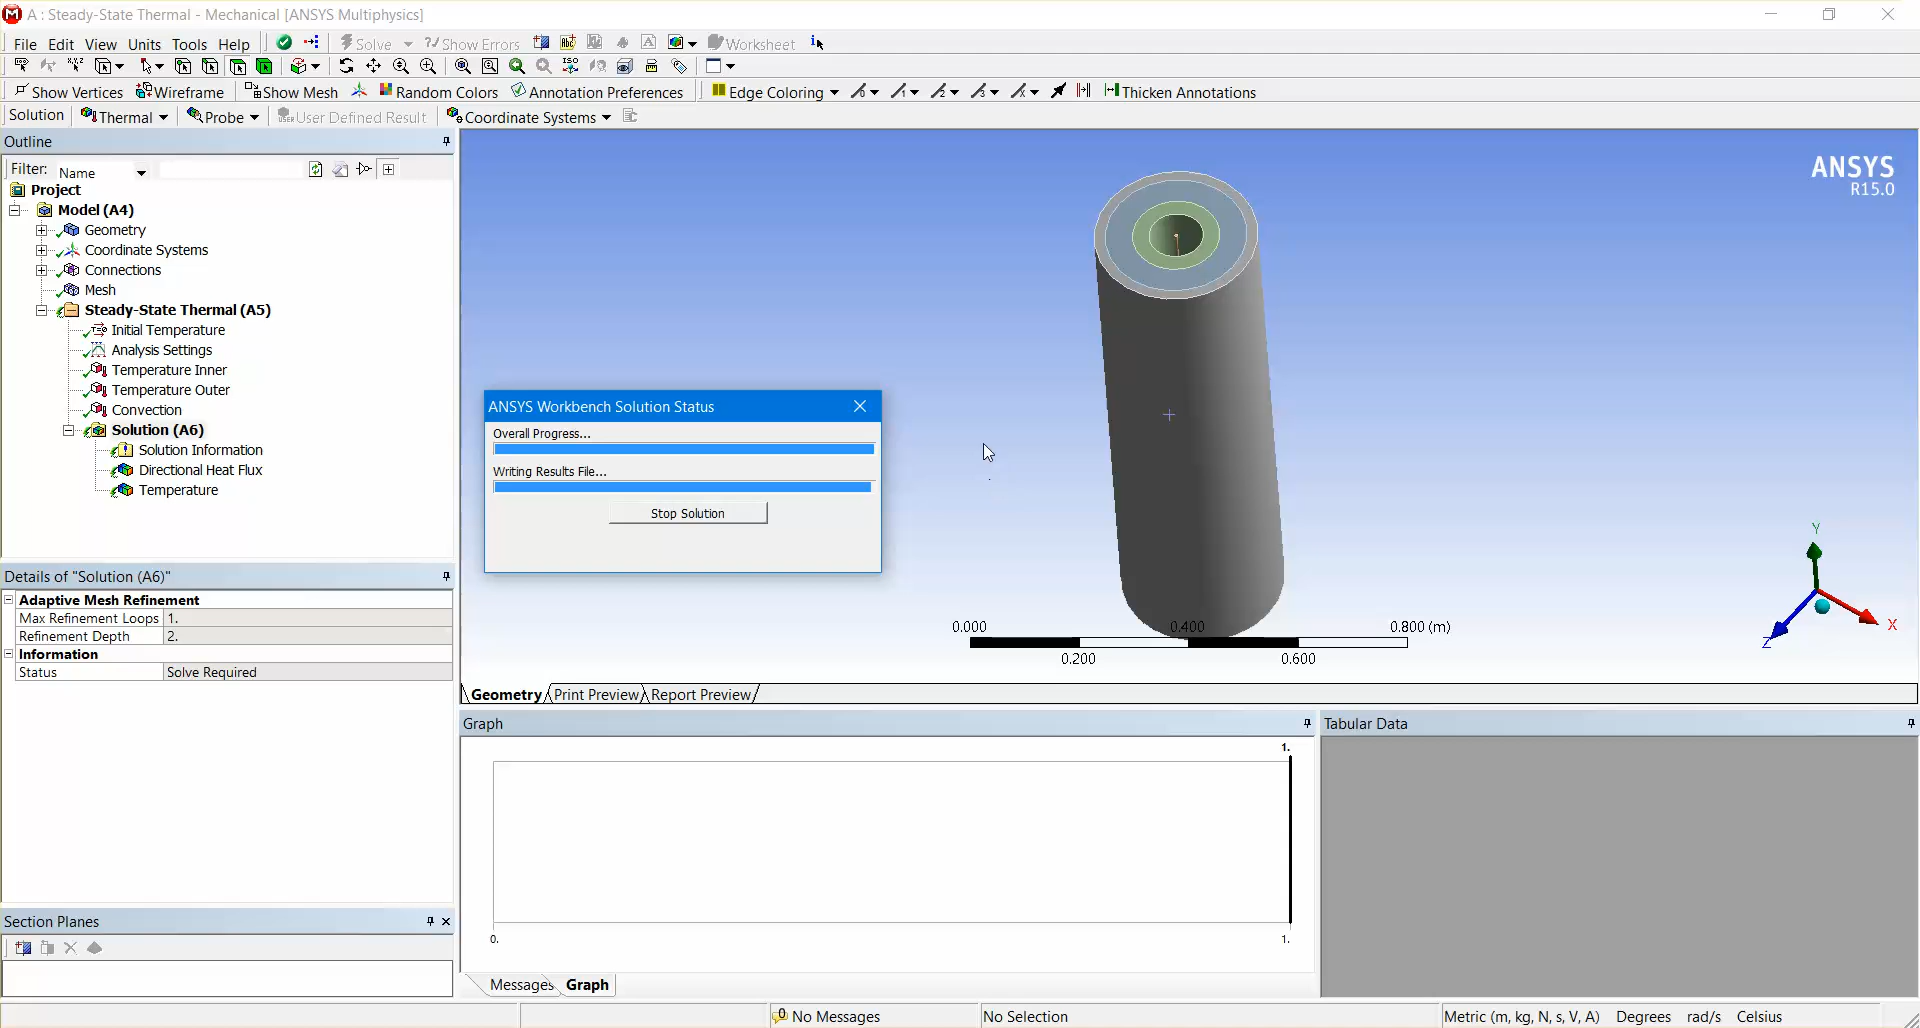 A : Steady-State Thermal - Mechanical [ANSYS Multiphysics]
File Edit View Units Tools Help Solve Show Errors Worksheet
Show Vertices Wireframe Show Mesh Random Colors Annotation Preferences Edge Coloring Thicken Annotations
Solution Thermal Probe User Defined Result Coordinate Systems
Outline
Filter: Name
Project
Model (A4)
Geometry
Coordinate Systems
Connections
Mesh
Steady-State Thermal (A5)
Initial Temperature
Analysis Settings
Temperature Inner
Temperature Outer
Convection
Solution (A6)
Solution Information
Directional Heat Flux
Temperature
Details of "Solution (A6)"
Adaptive Mesh Refinement
Max Refinement Loops 1.
Refinement Depth 2.
Information
Status Solve Required
Section Planes
ANSYS
R15.0
ANSYS Workbench Solution Status
Overall Progress...
Writing Results File...
Stop Solution
0.000 0.400 0.800 (m)
0.200 0.600
Y
X
Z
Geometry Print Preview Report Preview
Graph
1.
0. 1.
Messages Graph
Tabular Data
0 No Messages No Selection Metric (m, kg, N, s, V, A) Degrees rad/s Celsius